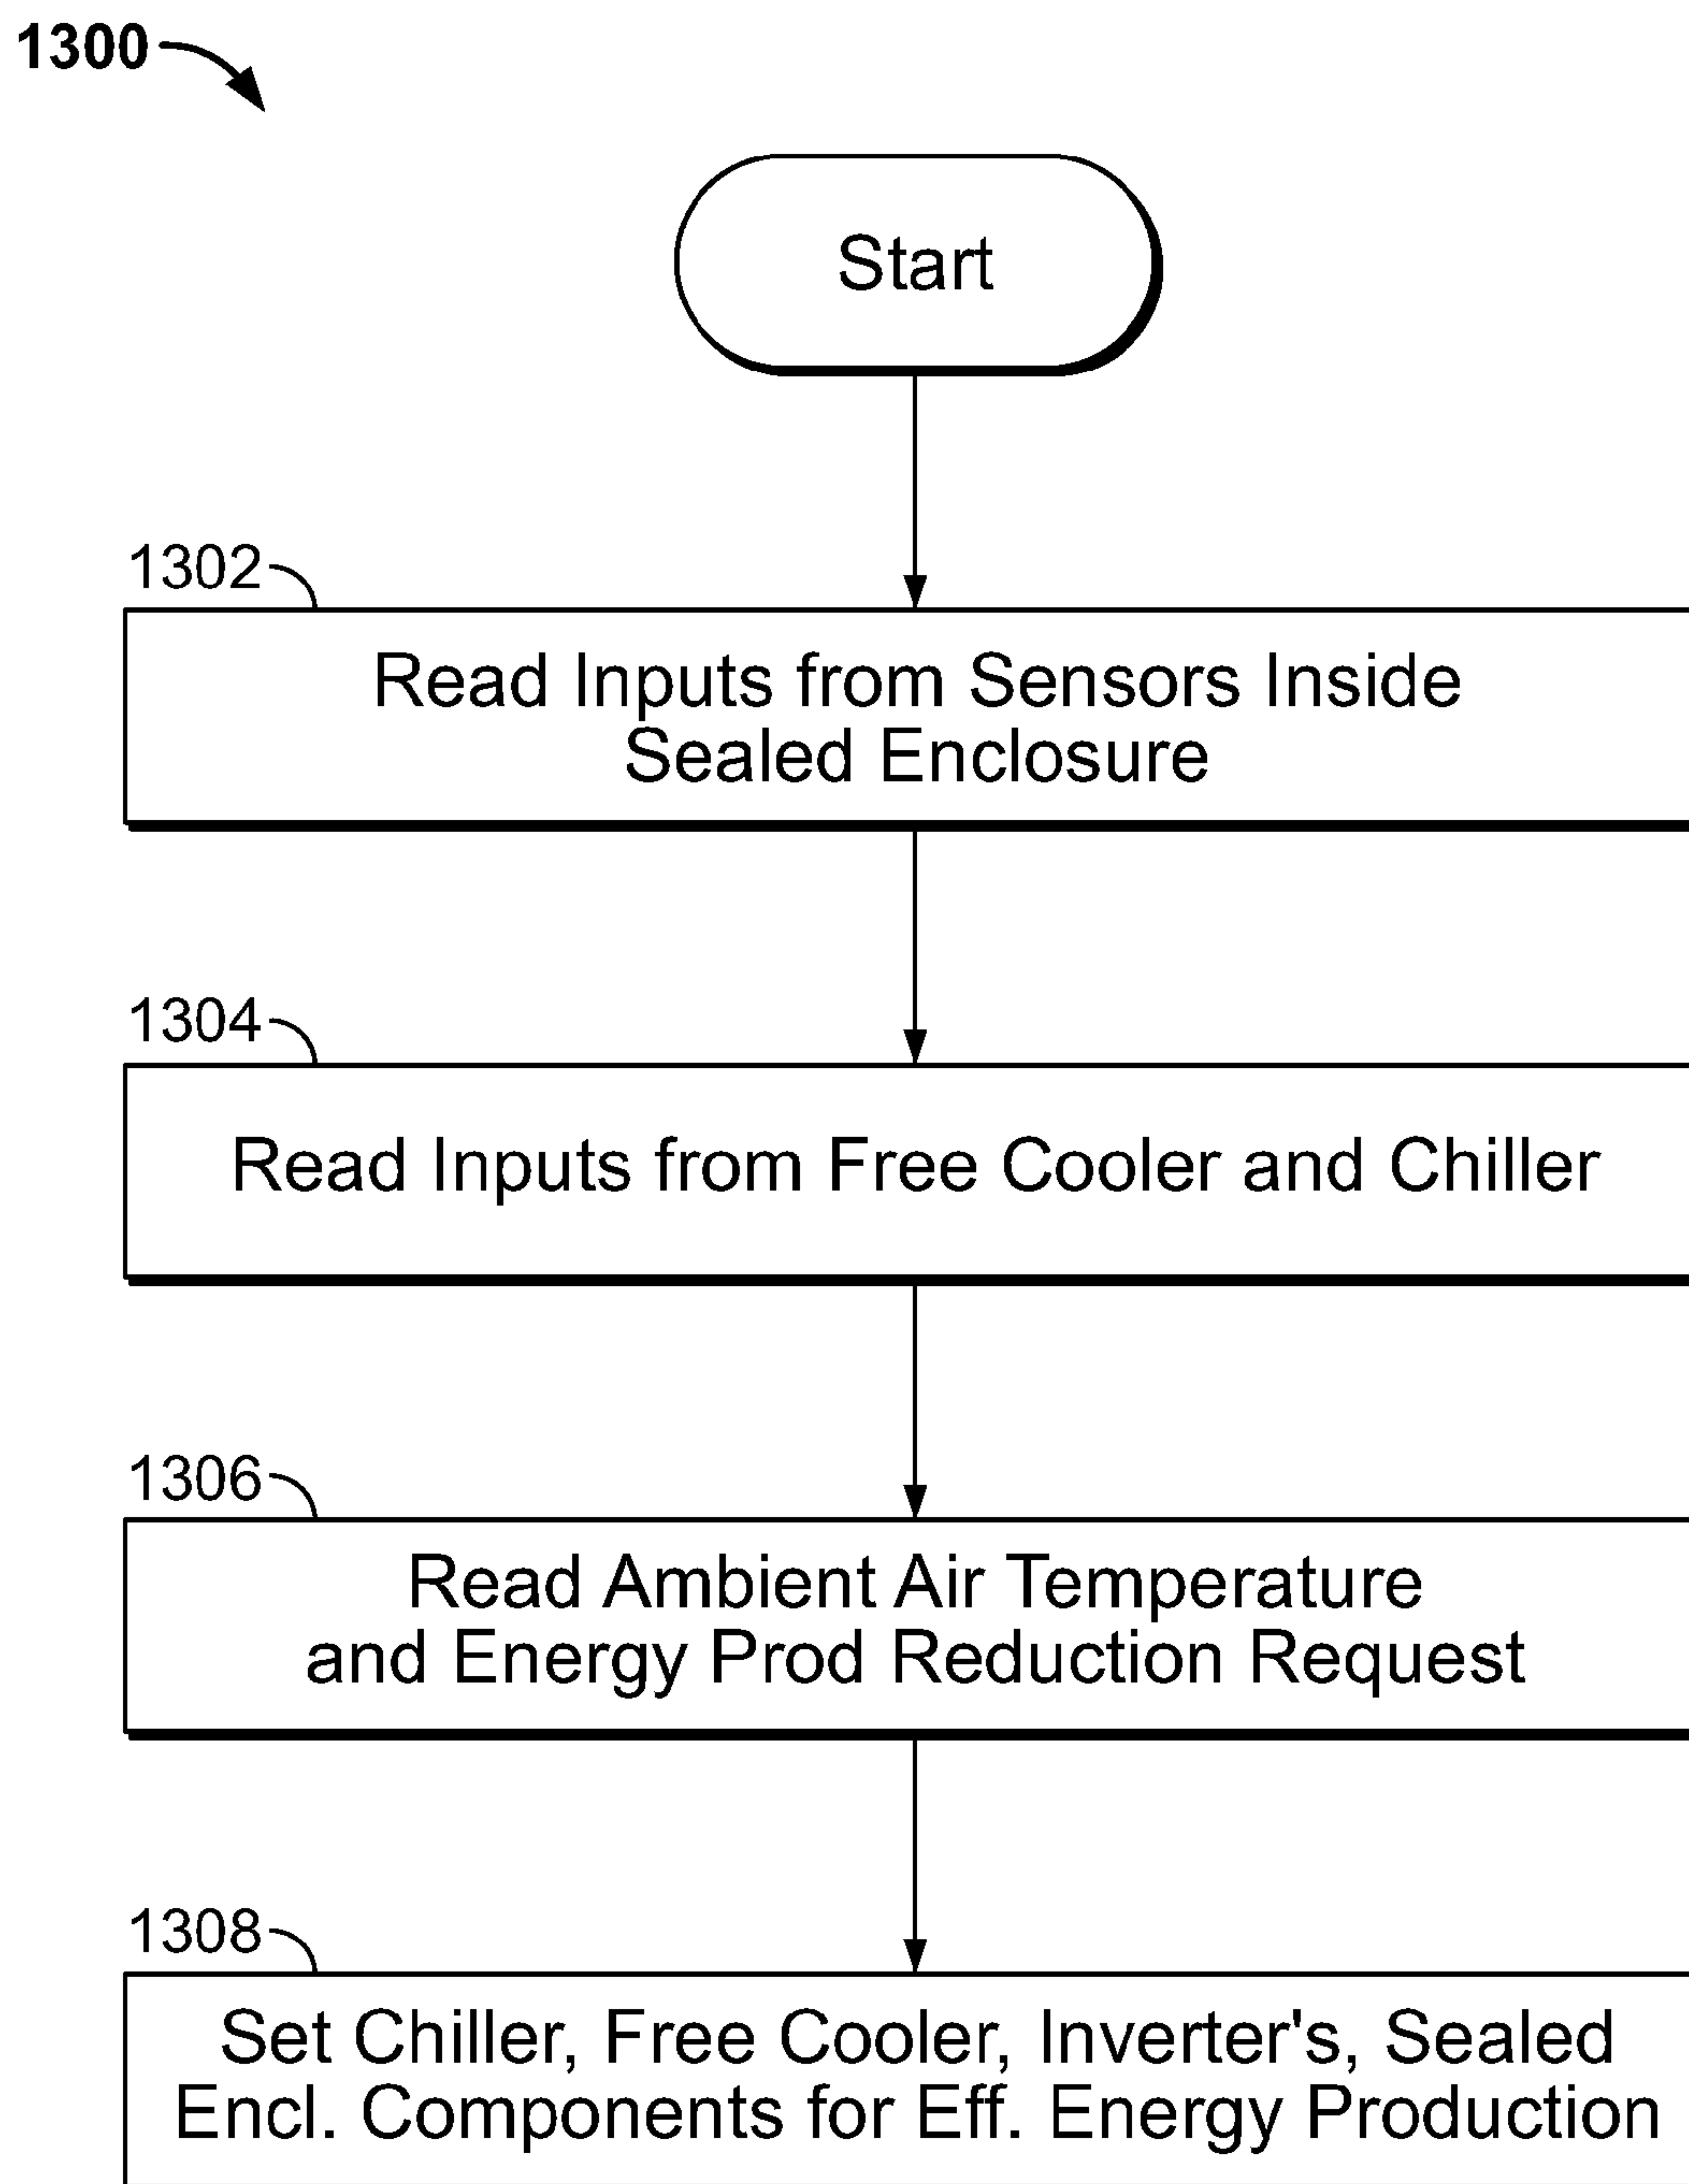 1300
Start
1302
Read Inputs from Sensors Inside
Sealed Enclosure
1304
Read Inputs from Free Cooler and Chiller
1306
Read Ambient Air Temperature
and Energy Prod Reduction Request
1308
Set Chiller, Free Cooler, Inverter's, Sealed
Encl. Components for Eff. Energy Production